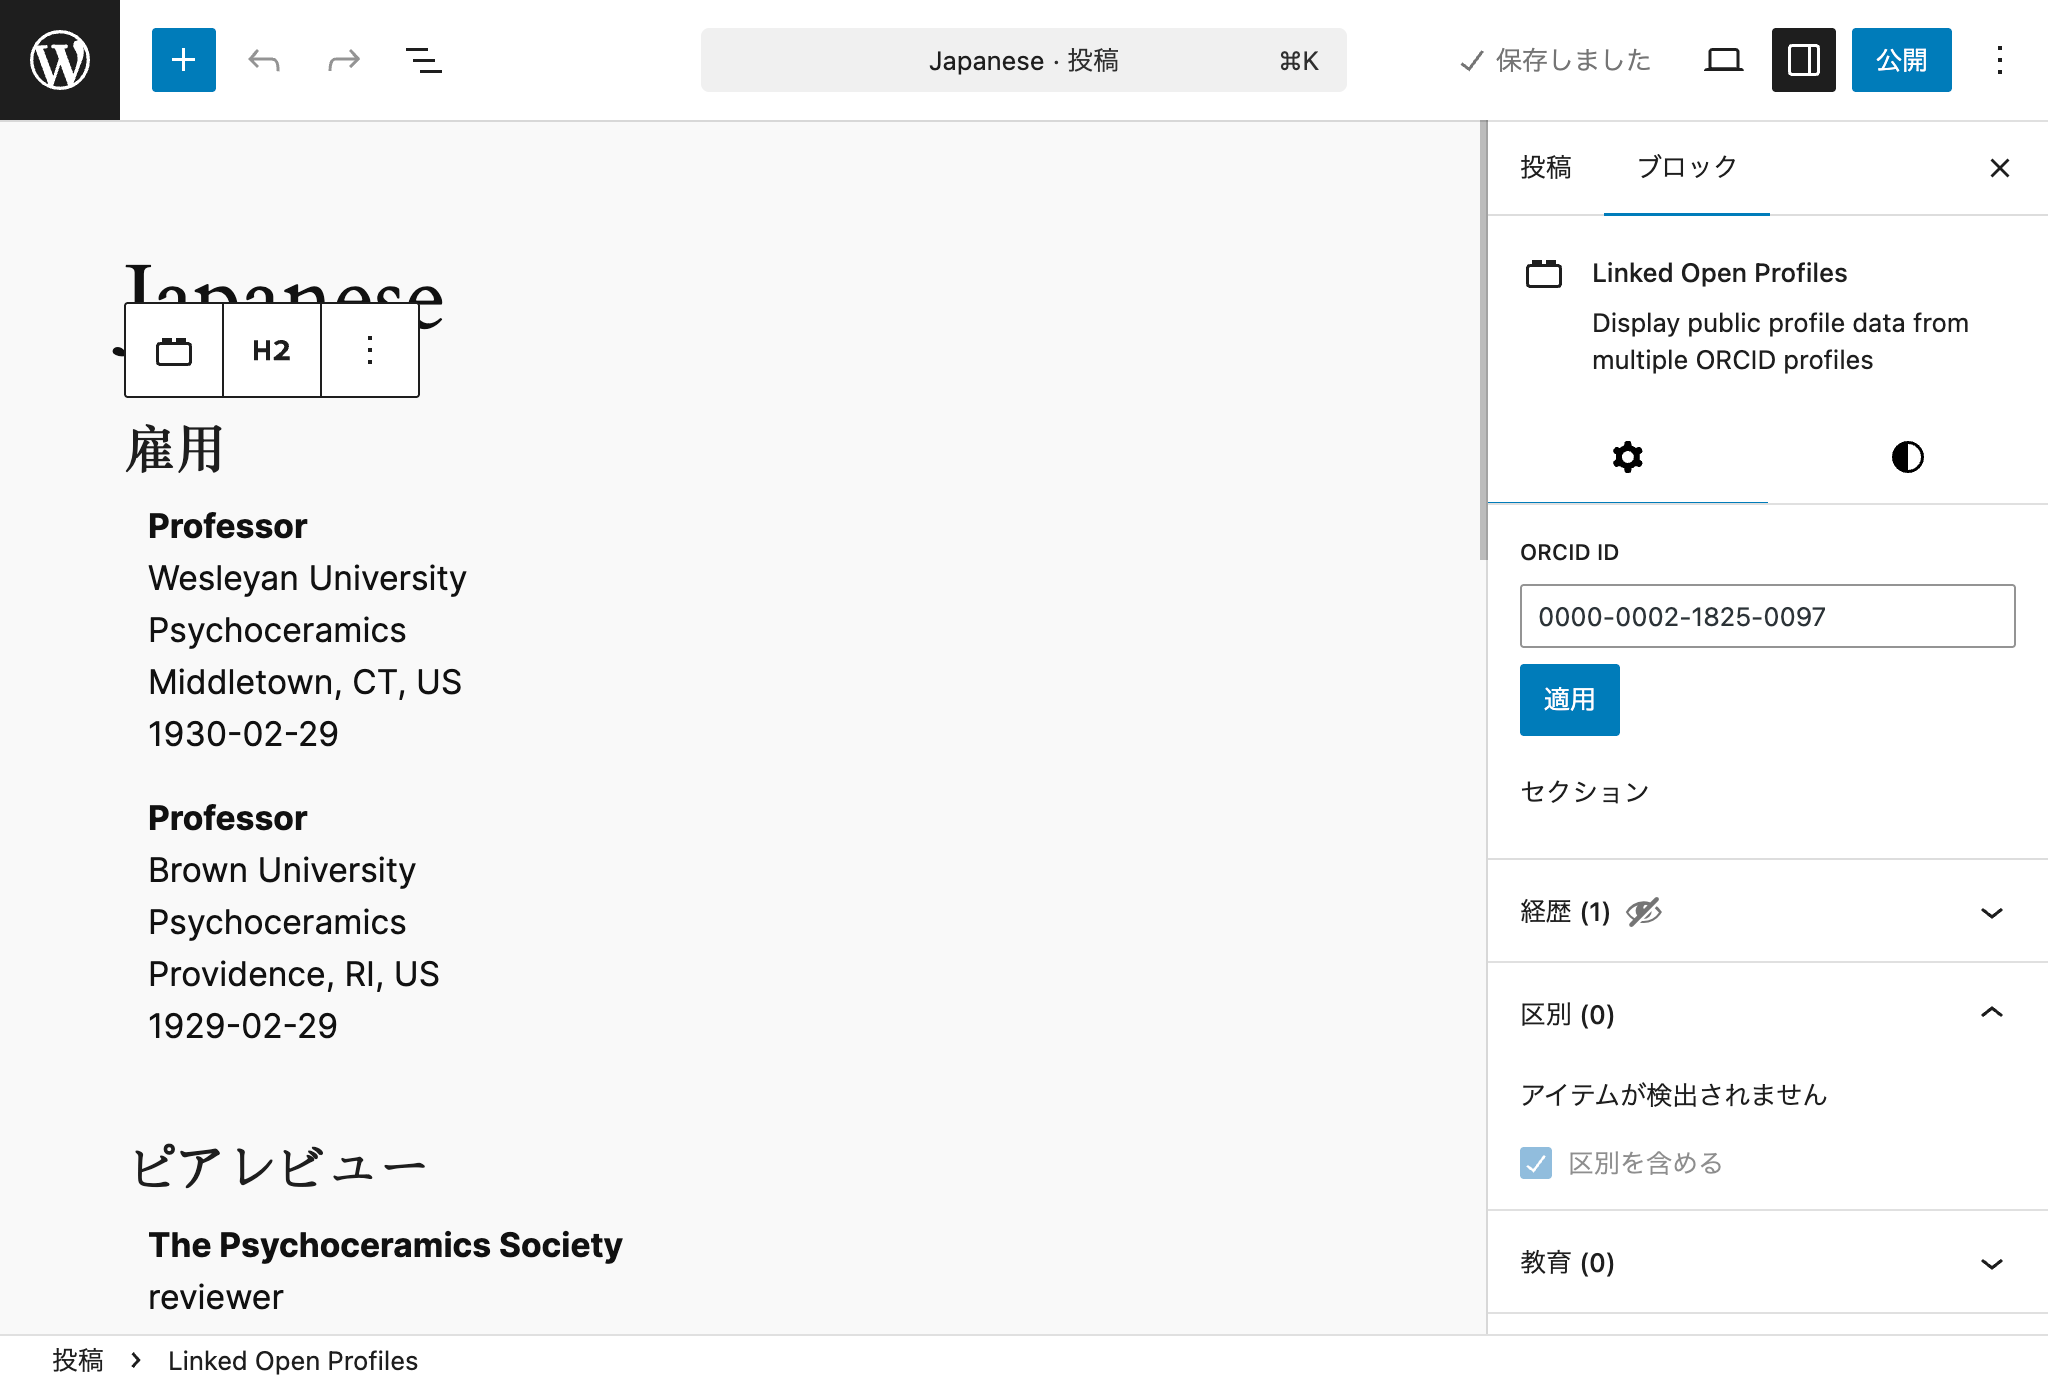 Japanese · 投稿 ⌘K
保存しました
公開
Japanese
H2
雇用
Professor
Wesleyan University
Psychoceramics
Middletown, CT, US
1930-02-29
Professor
Brown University
Psychoceramics
Providence, RI, US
1929-02-29
ピアレビュー
The Psychoceramics Society
reviewer
投稿 ブロック
Linked Open Profiles
Display public profile data from
multiple ORCID profiles
ORCID ID
0000-0002-1825-0097
適用
セクション
経歴 (1)
区別 (0)
アイテムが検出されません
区別を含める
教育 (0)
投稿 › Linked Open Profiles